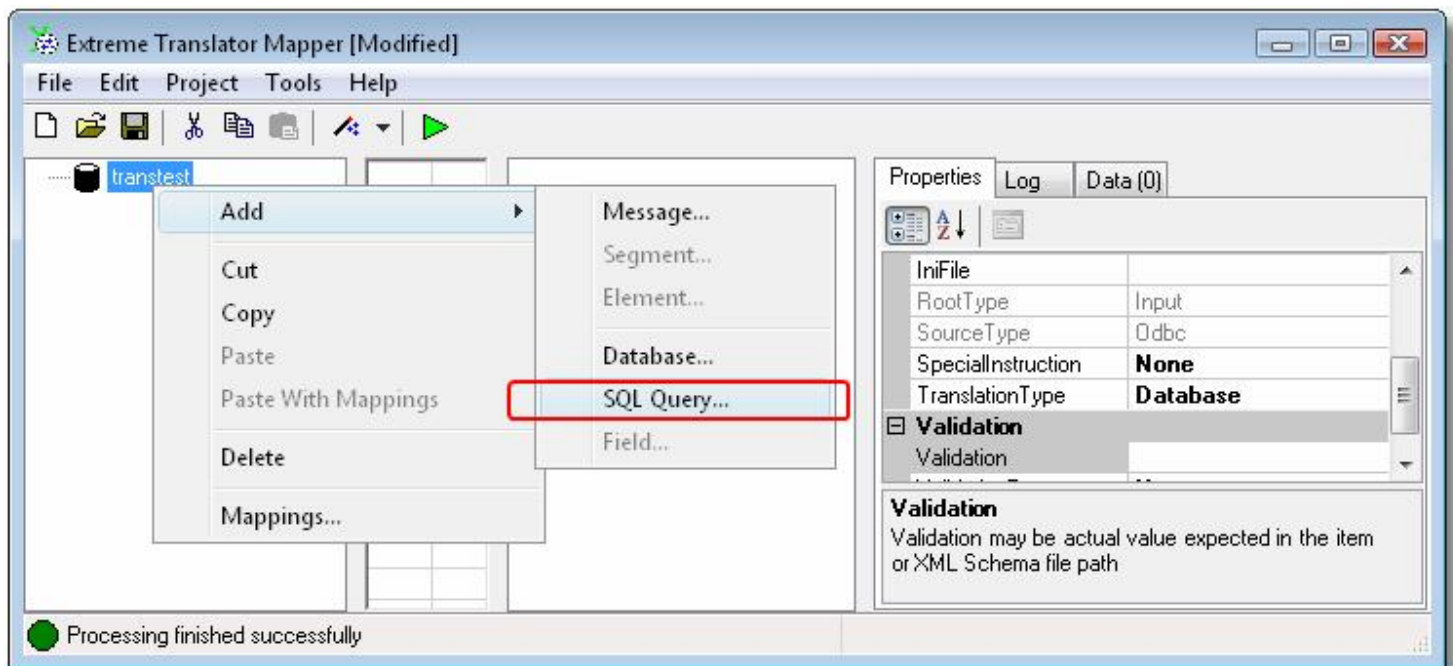 Extreme Translator Mapper [Modified]
File Edit Project Tools Help
transtest
Add
Cut
Copy
Paste
Paste With Mappings
Delete
Mappings...
Message...
Segment...
Element...
Database...
SQL Query...
Field...
Properties Log Data (0)
A
Z
IniFile
RootType Input
SourceType Odbc
SpecialInstruction None
TranslationType Database
Validation
Validation
Validation
Validation may be actual value expected in the item
or XML Schema file path
Processing finished successfully